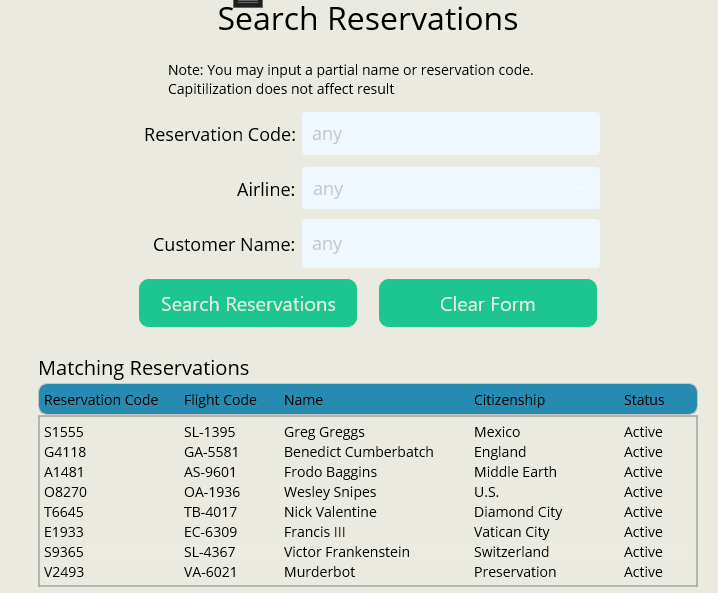 Search Reservations
Note: You may input a partial name or reservation code.
Capitilization does not affect result
Reservation Code: any
Airline: any
Customer Name: any
Search Reservations Clear Form
Matching Reservations
Reservation Code Flight Code Name Citizenship Status
S1555 SL-1395 Greg Greggs Mexico Active
G4118 GA-5581 Benedict Cumberbatch England Active
A1481 AS-9601 Frodo Baggins Middle Earth Active
O8270 OA-1936 Wesley Snipes U.S. Active
T6645 TB-4017 Nick Valentine Diamond City Active
E1933 EC-6309 Francis III Vatican City Active
S9365 SL-4367 Victor Frankenstein Switzerland Active
V2493 VA-6021 Murderbot Preservation Active